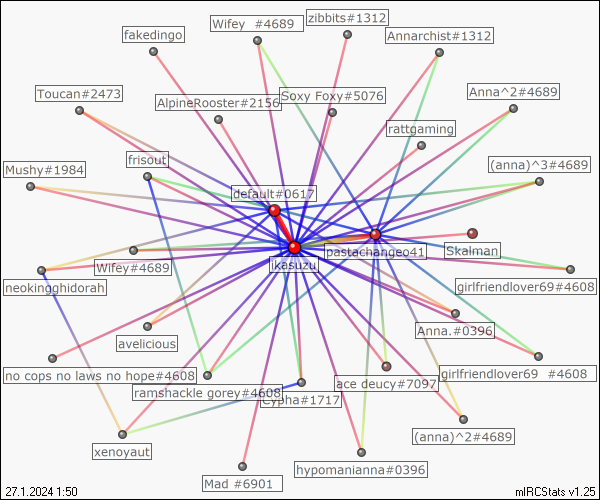 zibbits#1312
Wifey  #4689
fakedingo
Annarchist#1312
Toucan#2473
AlpineRooster#2156
Soxy Foxy#5076
Anna^2#4689
rattgaming
Mushy#1984
frisout
(anna)^3#4689
default#0617
Wifey#4689
jkasuzu
pastachangeo41
Skalman
neokingghidorah
girlfriendlover69#4608
avelicious
Anna.#0396
no cops no laws no hope#4608
ramshackle gorey#4608
Cypha#1717
ace deucy#7097
girlfriendlover69  #4608
xenoyaut
(anna)^2#4689
Mad #6901
hypomanianna#0396
27.1.2024 1:50
mIRCStats v1.25